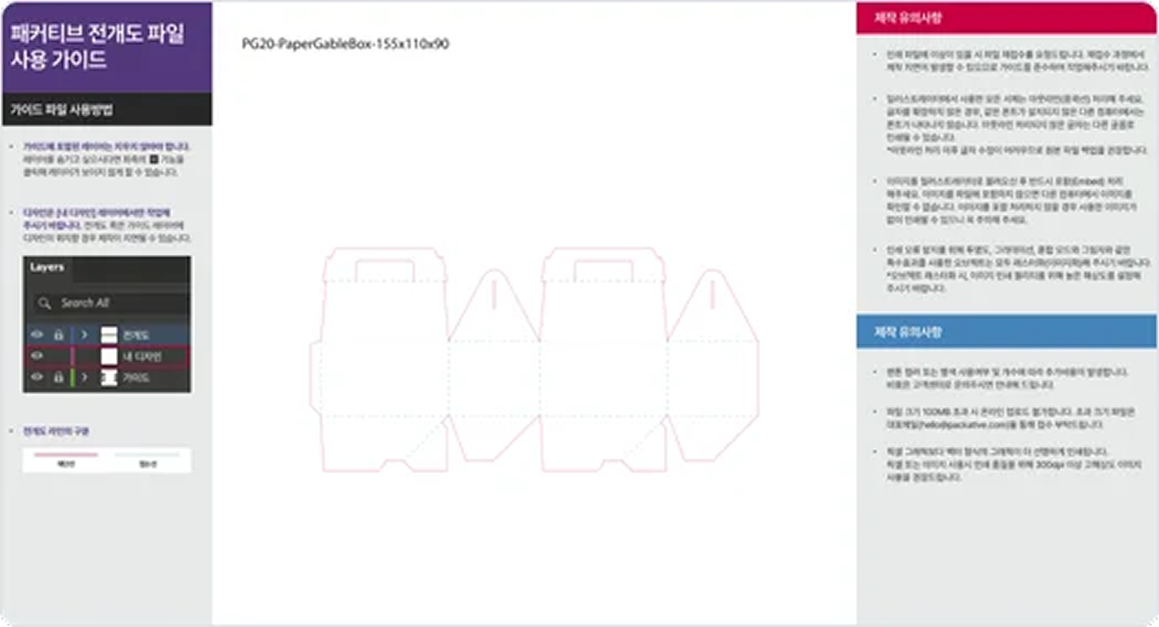 패커티브 전개도 파일
사용 가이드
가이드 파일 사용방법
• 가이드에 포함된 레이어는 지우지 말아야 합니다.
레이어를 숨기고 싶으시다면 좌측의 기능을
클릭해 레이어가 보이지 않게 할 수 있습니다.
• 디자인은 [내 디자인] 레이어에서만 작업해
주시기 바랍니다. 전개도 혹은 가이드 레이어에
디자인이 위치할 경우 제작이 지연될 수 있습니다.
Layers
Search All
전개도
내 디자인
가이드
• 전개도 라인의 구분
재단선
접는선
PG20-PaperGableBox-155x110x90
제작 유의사항
• 인쇄 파일에 이상이 있을 시 파일 재접수를 요청드립니다. 재접수 과정에서
제작 지연이 발생할 수 있으므로 가이드를 준수하여 작업해주시기 바랍니다.
• 일러스트레이터에서 사용한 모든 서체는 아웃라인(윤곽선) 처리해 주세요.
글자를 확장하지 않은 경우, 같은 폰트가 설치되지 않은 다른 컴퓨터에서는
폰트가 나타나지 않습니다. 아웃라인 처리되지 않은 글자는 다른 글꼴로
인쇄될 수 있습니다.
*아웃라인 처리 이후 글자 수정이 어려우므로 원본 파일 백업을 권장합니다.
• 이미지를 일러스트레이터로 불러오신 후 반드시 포함(Embed) 처리
해주세요. 이미지를 파일에 포함하지 않으면 다른 컴퓨터에서 이미지를
확인할 수 없습니다. 이미지를 포함 처리하지 않을 경우 사용한 이미지가
없이 인쇄될 수 있으니 꼭 주의해 주세요.
• 인쇄 오류 방지를 위해 투명도, 그라데이션, 혼합 모드와 그림자와 같은
특수효과를 사용한 오브젝트는 모두 래스터화(이미지화)해 주시기 바랍니다.
*오브젝트 래스터화 시, 이미지 인쇄 퀄리티를 위해 높은 해상도를 설정해
주시기 바랍니다.
제작 유의사항
• 팬톤 컬러 또는 별색 사용여부 및 개수에 따라 추가비용이 발생합니다.
비용은 고객센터로 문의주시면 안내해 드립니다.
• 파일 크기 100MB 초과 시 온라인 업로드 불가합니다. 초과 크기 파일은
대표메일(hello@packative.com)을 통해 접수 부탁드립니다.
• 픽셀 그래픽보다 벡터 형식의 그래픽이 더 선명하게 인쇄됩니다.
픽셀 또는 이미지 사용시 인쇄 품질을 위해 300dpi 이상 고해상도 이미지
사용을 권장드립니다.